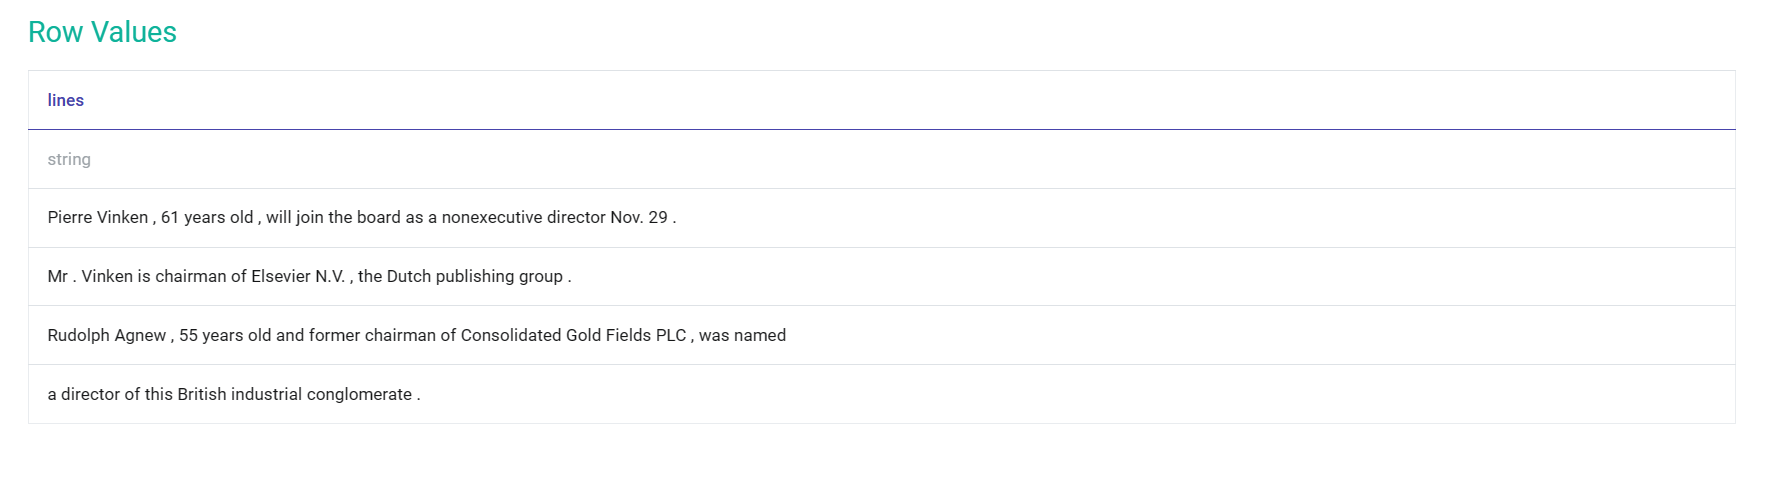 Row Values
lines
string
Pierre Vinken , 61 years old , will join the board as a nonexecutive director Nov. 29 .
Mr . Vinken is chairman of Elsevier N.V. , the Dutch publishing group .
Rudolph Agnew , 55 years old and former chairman of Consolidated Gold Fields PLC , was named
a director of this British industrial conglomerate .